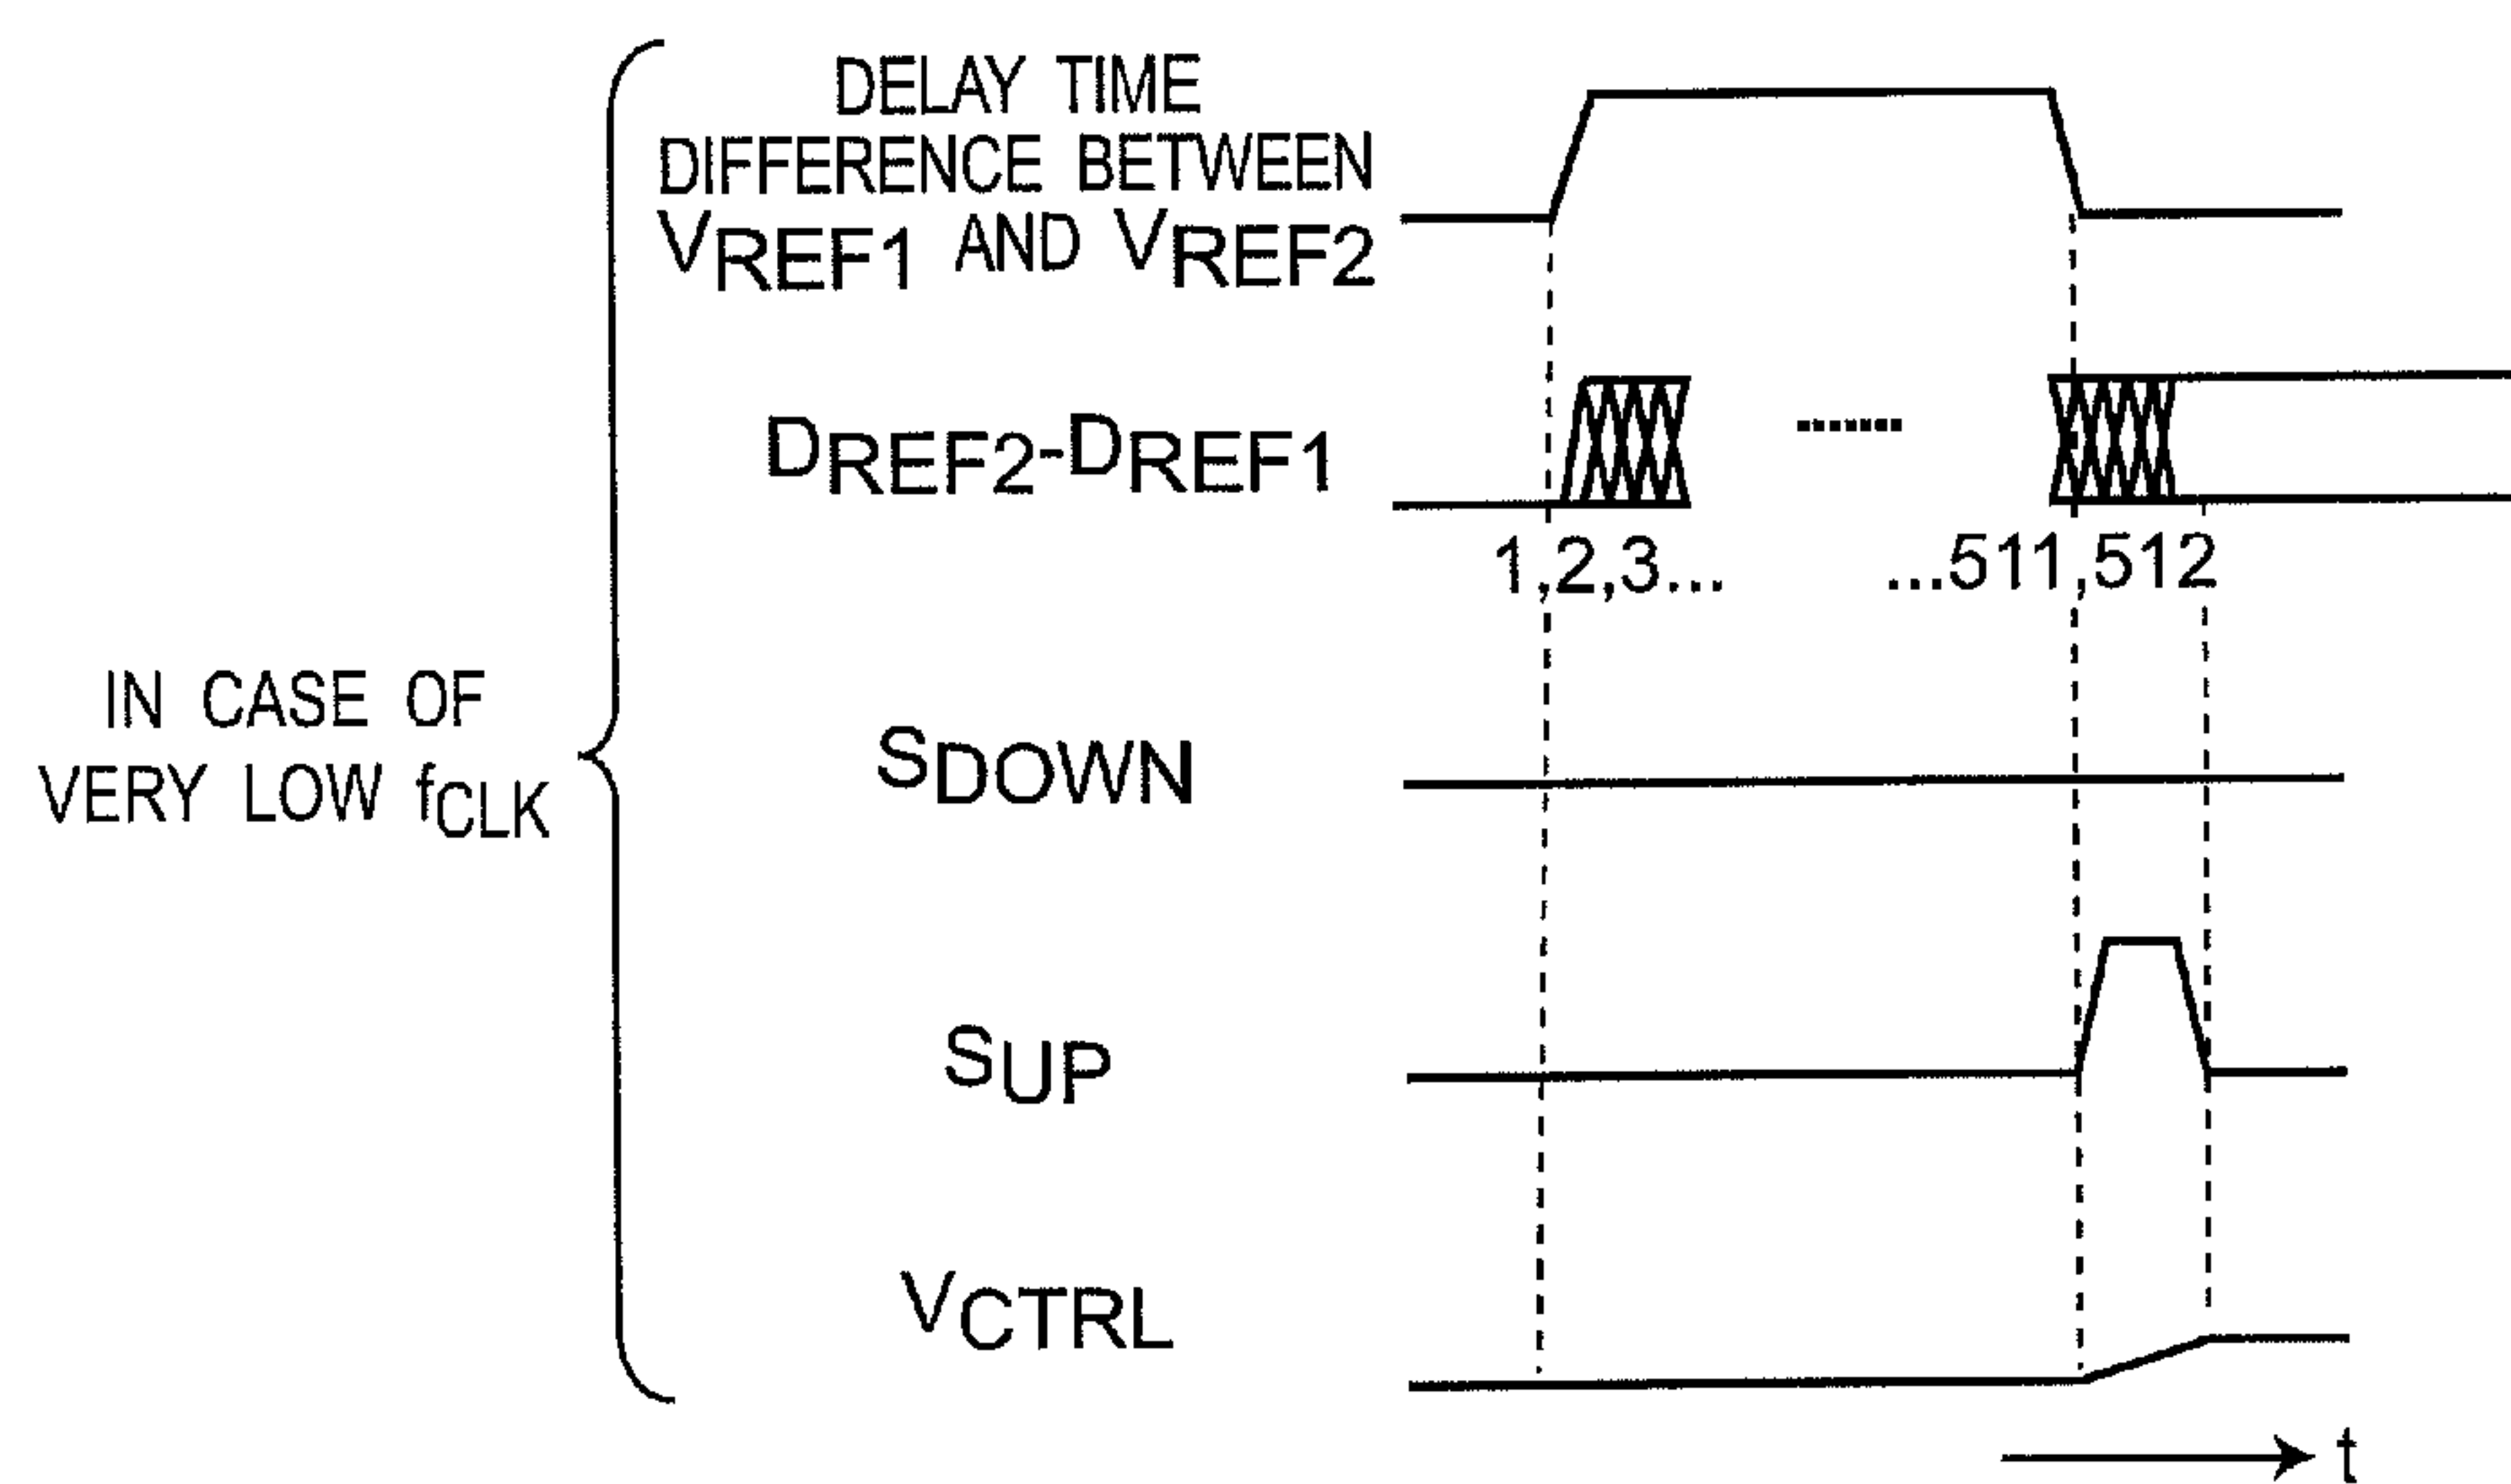 DELAY TIME
DIFFERENCE BETWEEN
VREF1 AND VREF2
DREF2-DREF1
1,2,3... ...511,512
IN CASE OF
VERY LOW fCLK
SDOWN
SUP
VCTRL
t